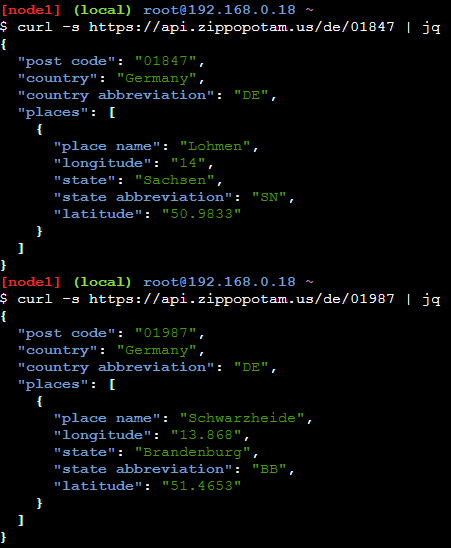 [node1] (local) root@192.168.0.18 ~
$ curl -s https://api.zippopotam.us/de/01847 | jq
{
  "post code": "01847",
  "country": "Germany",
  "country abbreviation": "DE",
  "places": [
    {
      "place name": "Lohmen",
      "longitude": "14",
      "state": "Sachsen",
      "state abbreviation": "SN",
      "latitude": "50.9833"
    }
  ]
}
[node1] (local) root@192.168.0.18 ~
$ curl -s https://api.zippopotam.us/de/01987 | jq
{
  "post code": "01987",
  "country": "Germany",
  "country abbreviation": "DE",
  "places": [
    {
      "place name": "Schwarzheide",
      "longitude": "13.868",
      "state": "Brandenburg",
      "state abbreviation": "BB",
      "latitude": "51.4653"
    }
  ]
}